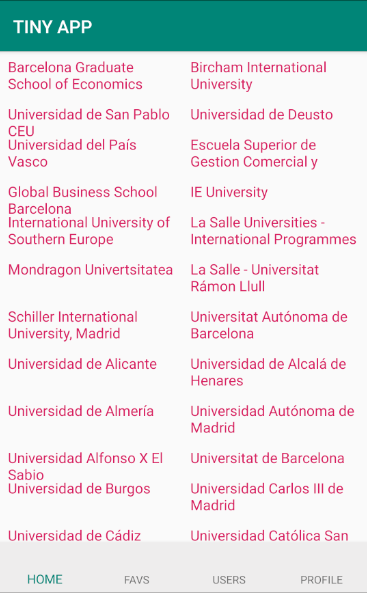 TINY APP
Barcelona Graduate
School of Economics
Bircham International
University
Universidad de San Pablo
CEU
Universidad de Deusto
Universidad del País
Vasco
Escuela Superior de
Gestion Comercial y
Global Business School
Barcelona
IE University
International University of
Southern Europe
La Salle Universities -
International Programmes
Mondragon Univertsitatea
La Salle - Universitat
Rámon Llull
Schiller International
University, Madrid
Universitat Autónoma de
Barcelona
Universidad de Alicante
Universidad de Alcalá de
Henares
Universidad de Almería
Universidad Autónoma de
Madrid
Universidad Alfonso X El
Sabio
Universitat de Barcelona
Universidad de Burgos
Universidad Carlos III de
Madrid
Universidad de Cádiz
Universidad Católica San
HOME
FAVS
USERS
PROFILE